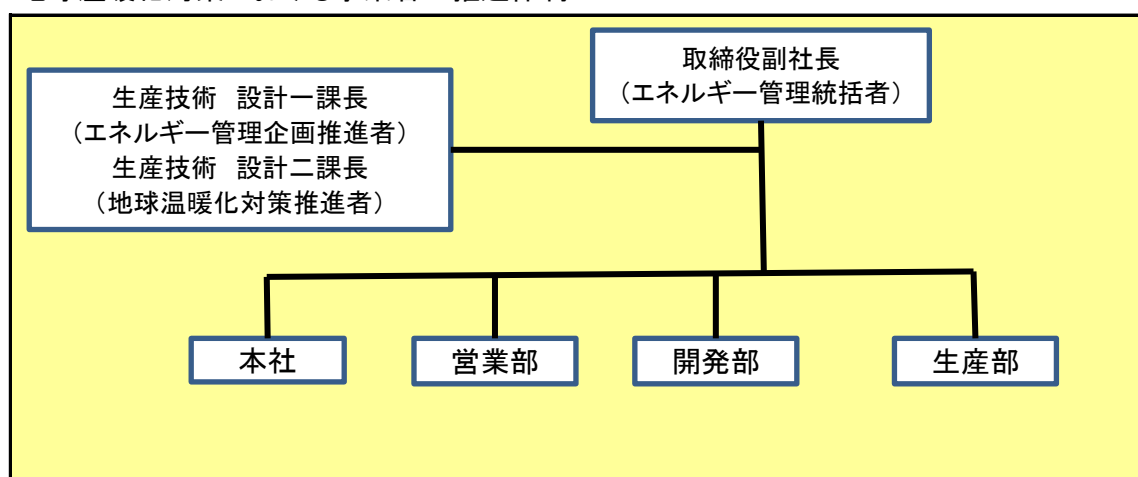 取締役副社長
（エネルギー管理統括者）
生産技術 設計一課長
（エネルギー管理企画推進者）
生産技術 設計二課長
（地球温暖化対策推進者）
本社
営業部
開発部
生産部